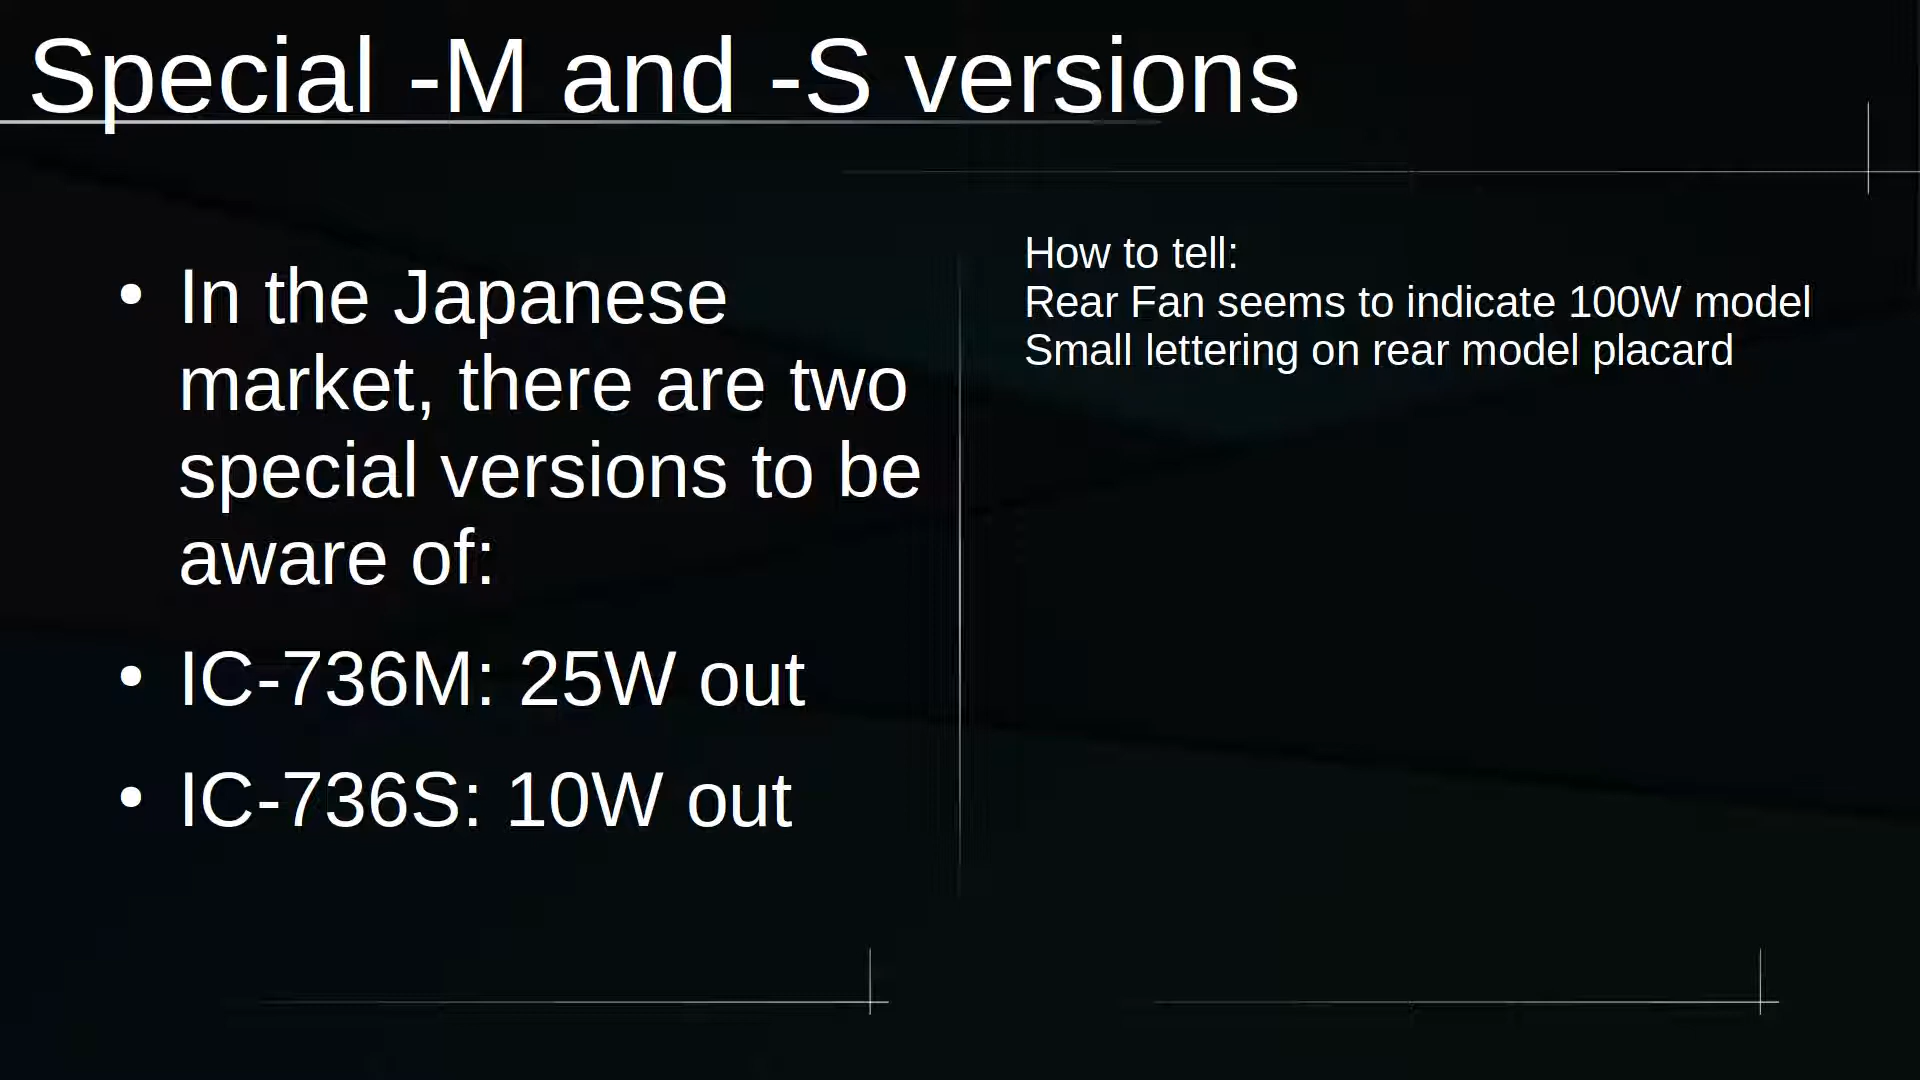 Special -M and -S versions
• In the Japanese
market, there are two
special versions to be
aware of:
• IC-736M: 25W out
• IC-736S: 10W out
How to tell:
Rear Fan seems to indicate 100W model
Small lettering on rear model placard